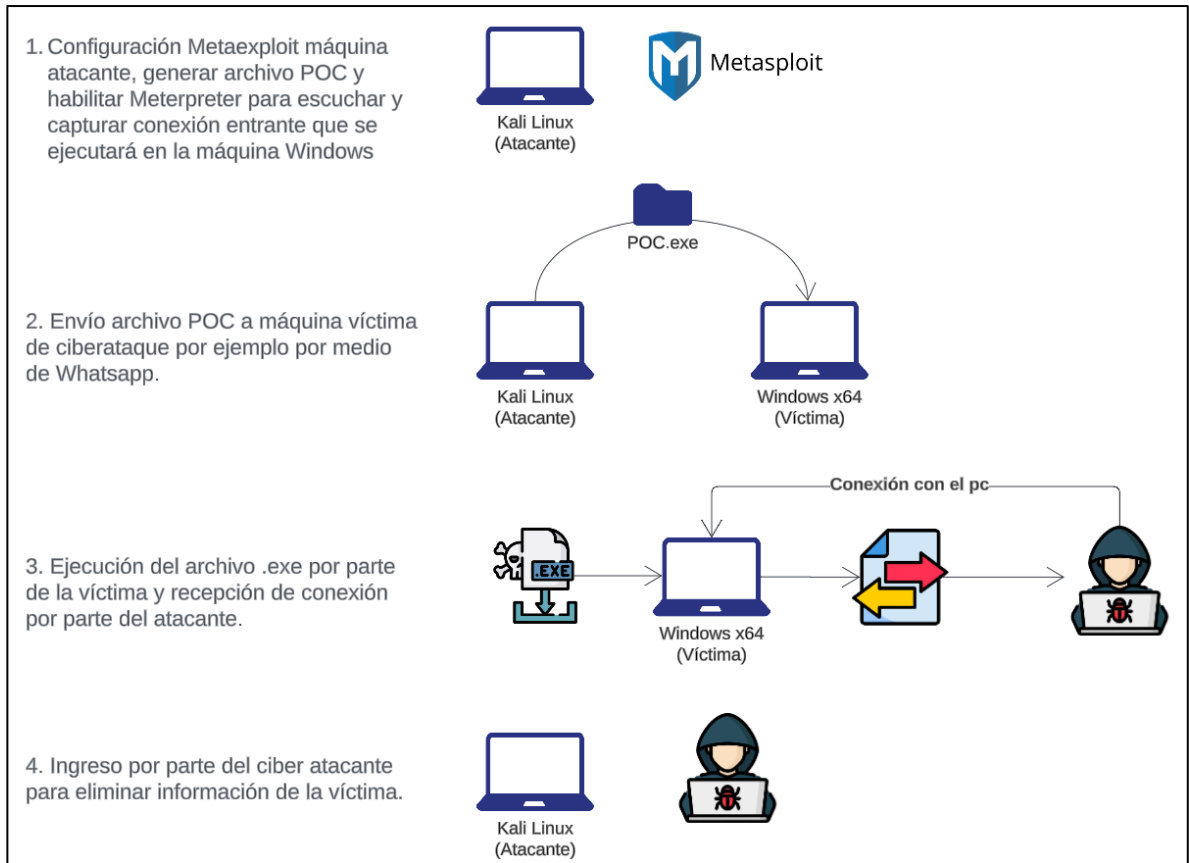 1. Configuración Metaexploit máquina
atacante, generar archivo POC y
habilitar Meterpreter para escuchar y
capturar conexión entrante que se
ejecutará en la máquina Windows
Metasploit
Kali Linux
(Atacante)
POC.exe
2. Envío archivo POC a máquina víctima
de ciberataque por ejemplo por medio
de Whatsapp.
Kali Linux
(Atacante)
Windows x64
(Víctima)
Conexión con el pc
3. Ejecución del archivo .exe por parte
de la víctima y recepción de conexión
por parte del atacante.
.EXE
Windows x64
(Víctima)
4. Ingreso por parte del ciber atacante
para eliminar información de la víctima.
Kali Linux
(Atacante)